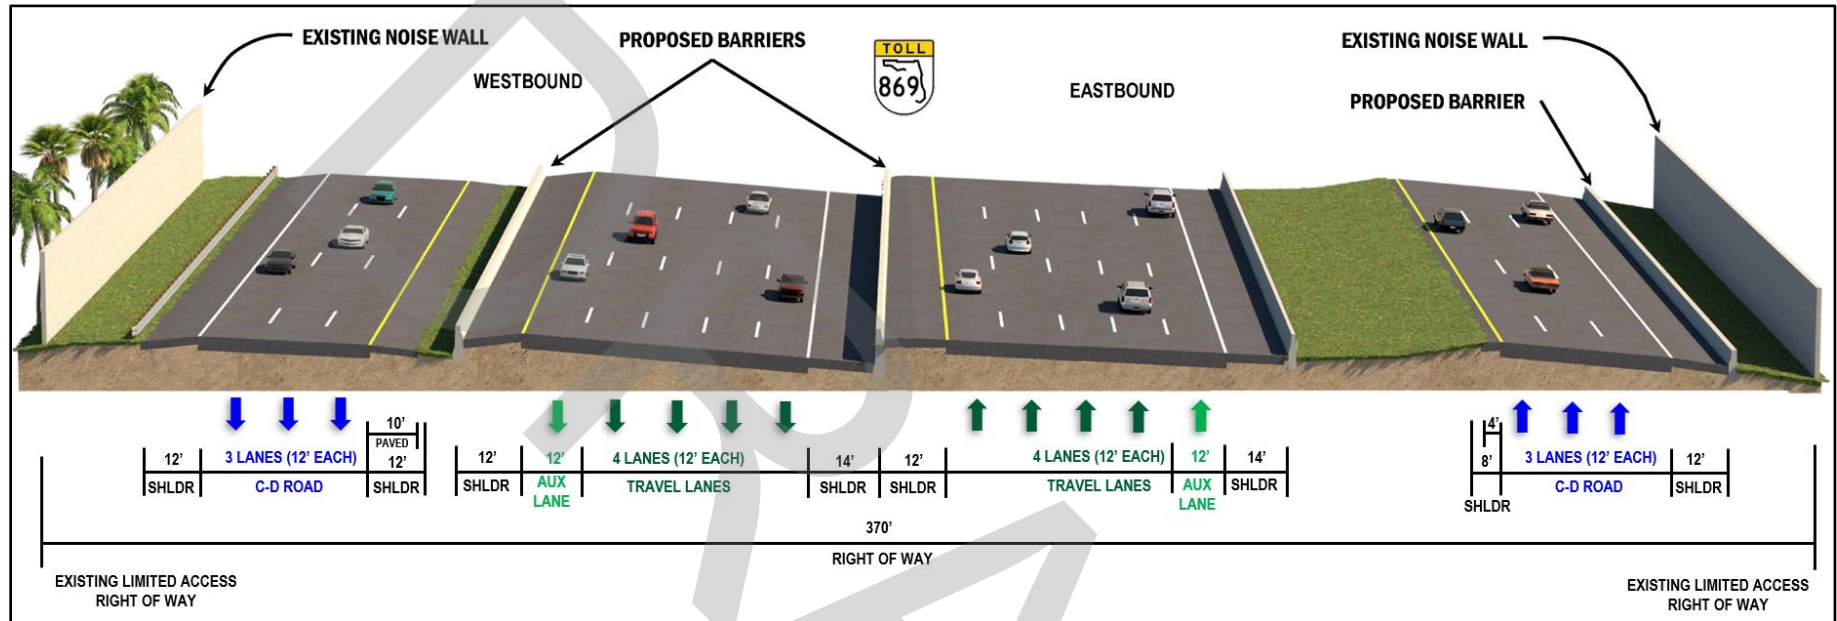 EXISTING NOISE WALL
PROPOSED BARRIERS
WESTBOUND
TOLL
869
EASTBOUND
EXISTING NOISE WALL
PROPOSED BARRIER
12'
SHLDR
3 LANES (12' EACH)
C-D ROAD
10'
PAVED
12'
SHLDR
12'
SHLDR
12'
AUX
LANE
4 LANES (12' EACH)
TRAVEL LANES
14'
SHLDR
12'
SHLDR
4 LANES (12' EACH)
TRAVEL LANES
12'
AUX
LANE
14'
SHLDR
4'
8'
SHLDR
3 LANES (12' EACH)
C-D ROAD
12'
SHLDR
370'
RIGHT OF WAY
EXISTING LIMITED ACCESS
RIGHT OF WAY
EXISTING LIMITED ACCESS
RIGHT OF WAY